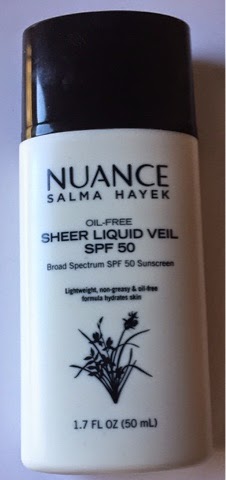 NUANCE
SALMA HAYEK
OIL-FREE
SHEER LIQUID VEIL
SPF 50
Broad Spectrum SPF 50 Sunscreen
Lightweight, non-greasy & oil-free
formula hydrates skin
1.7 FL OZ (50 mL)